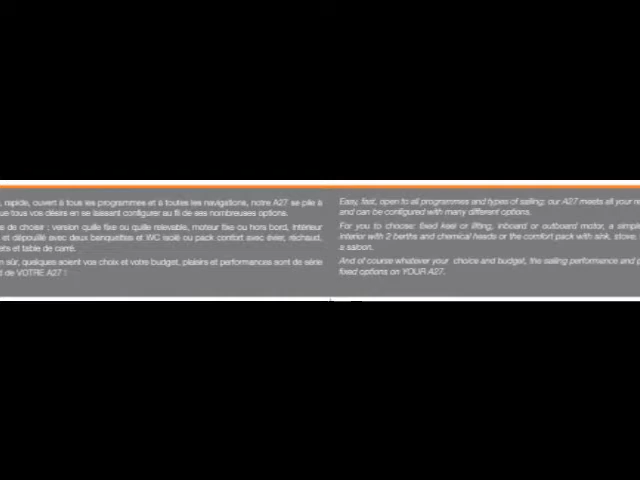 , rapide, ouvert à tous les programmes et à toutes les navigations, notre A27 se plie à
que tous vos désirs en se laissant configurer au fil de ses nombreuses options.
s de choisir : version quille fixe ou quille relevable, moteur fixe ou hors bord, intérieur
et dépouillé avec deux banquettes et WC isolé ou pack confort avec évier, réchaud,
ets et table de carré.
n sûr, quelques soient vos choix et votre budget, plaisirs et performances sont de série
d de VOTRE A27 !
Easy, fast, open to all programmes and types of sailing: our A27 meets all your
and can be configured with many different options.
For you to choose: fixed keel or lifting, inboard or outboard motor, a simple
interior with 2 berths and chemical heads or the comfort pack with sink, stove,
a saloon.
And of course whatever your choice and budget, the sailing performance and
fixed options on YOUR A27.